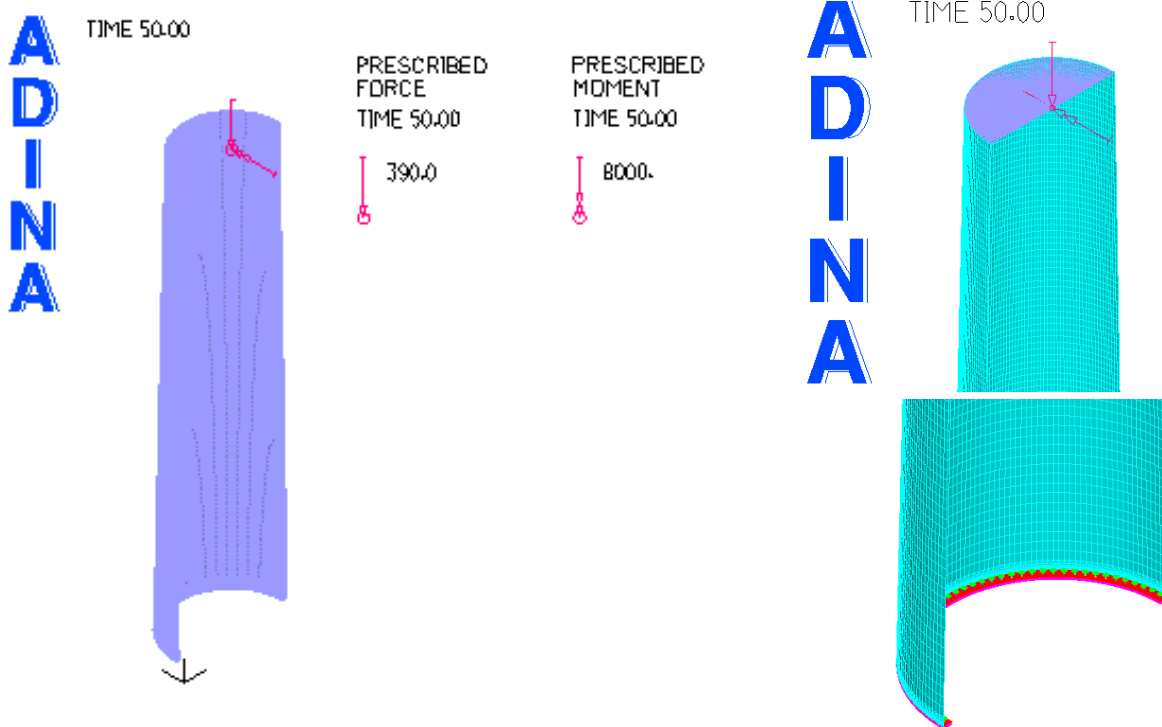 ADINA
TIME 50.00
PRESCRIBED
FORCE
TIME 50.00
390.0
PRESCRIBED
MOMENT
TIME 50.00
8000.
ADINA
TIME 50.00